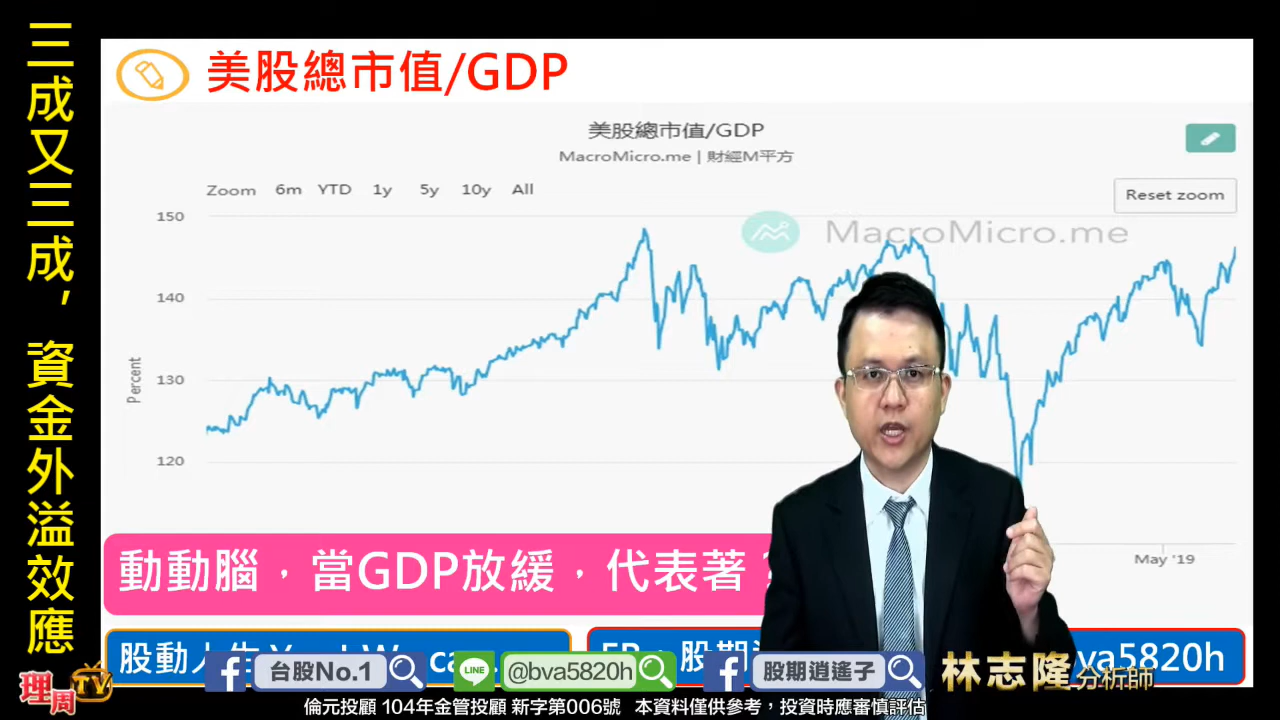 三成又三成，資金外溢效應
美股總市值/GDP
美股總市值/GDP
MacroMicro.me | 財經M平方
Zoom 6m YTD 1y 5y 10y All
Reset zoom
MacroMicro.me
150
140
130
120
Percent
May '19
動動腦，當GDP放緩，代表著？
股動人生
va5820h
台股No.1
@bva5820h
LINE
股期逍遙子
林志隆分析師
理周TV
倫元投顧 104年金管投顧 新字第006號 本資料僅供參考，投資時應審慎評估